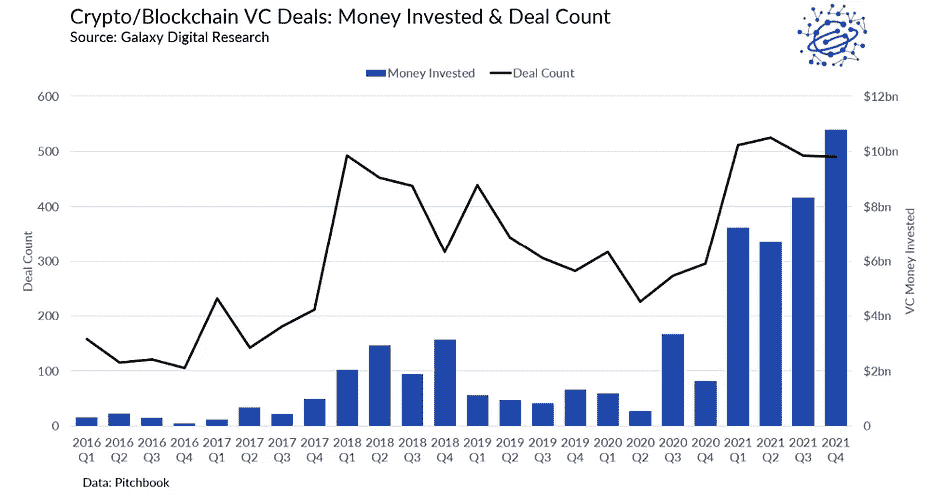 Crypto/Blockchain VC Deals: Money Invested & Deal Count
Source: Galaxy Digital Research
Money Invested Deal Count
600 $12bn
500 $10bn
400 $8bn
300 $6bn
200 $4bn
100 $2bn
0 0
Deal Count
VC Money Invested
2016 2016 2016 2016 2017 2017 2017 2017 2018 2018 2018 2018 2019 2019 2019 2019 2020 2020 2020 2020 2021 2021 2021 2021
Q1 Q2 Q3 Q4 Q1 Q2 Q3 Q4 Q1 Q2 Q3 Q4 Q1 Q2 Q3 Q4 Q1 Q2 Q3 Q4 Q1 Q2 Q3 Q4
Data: Pitchbook